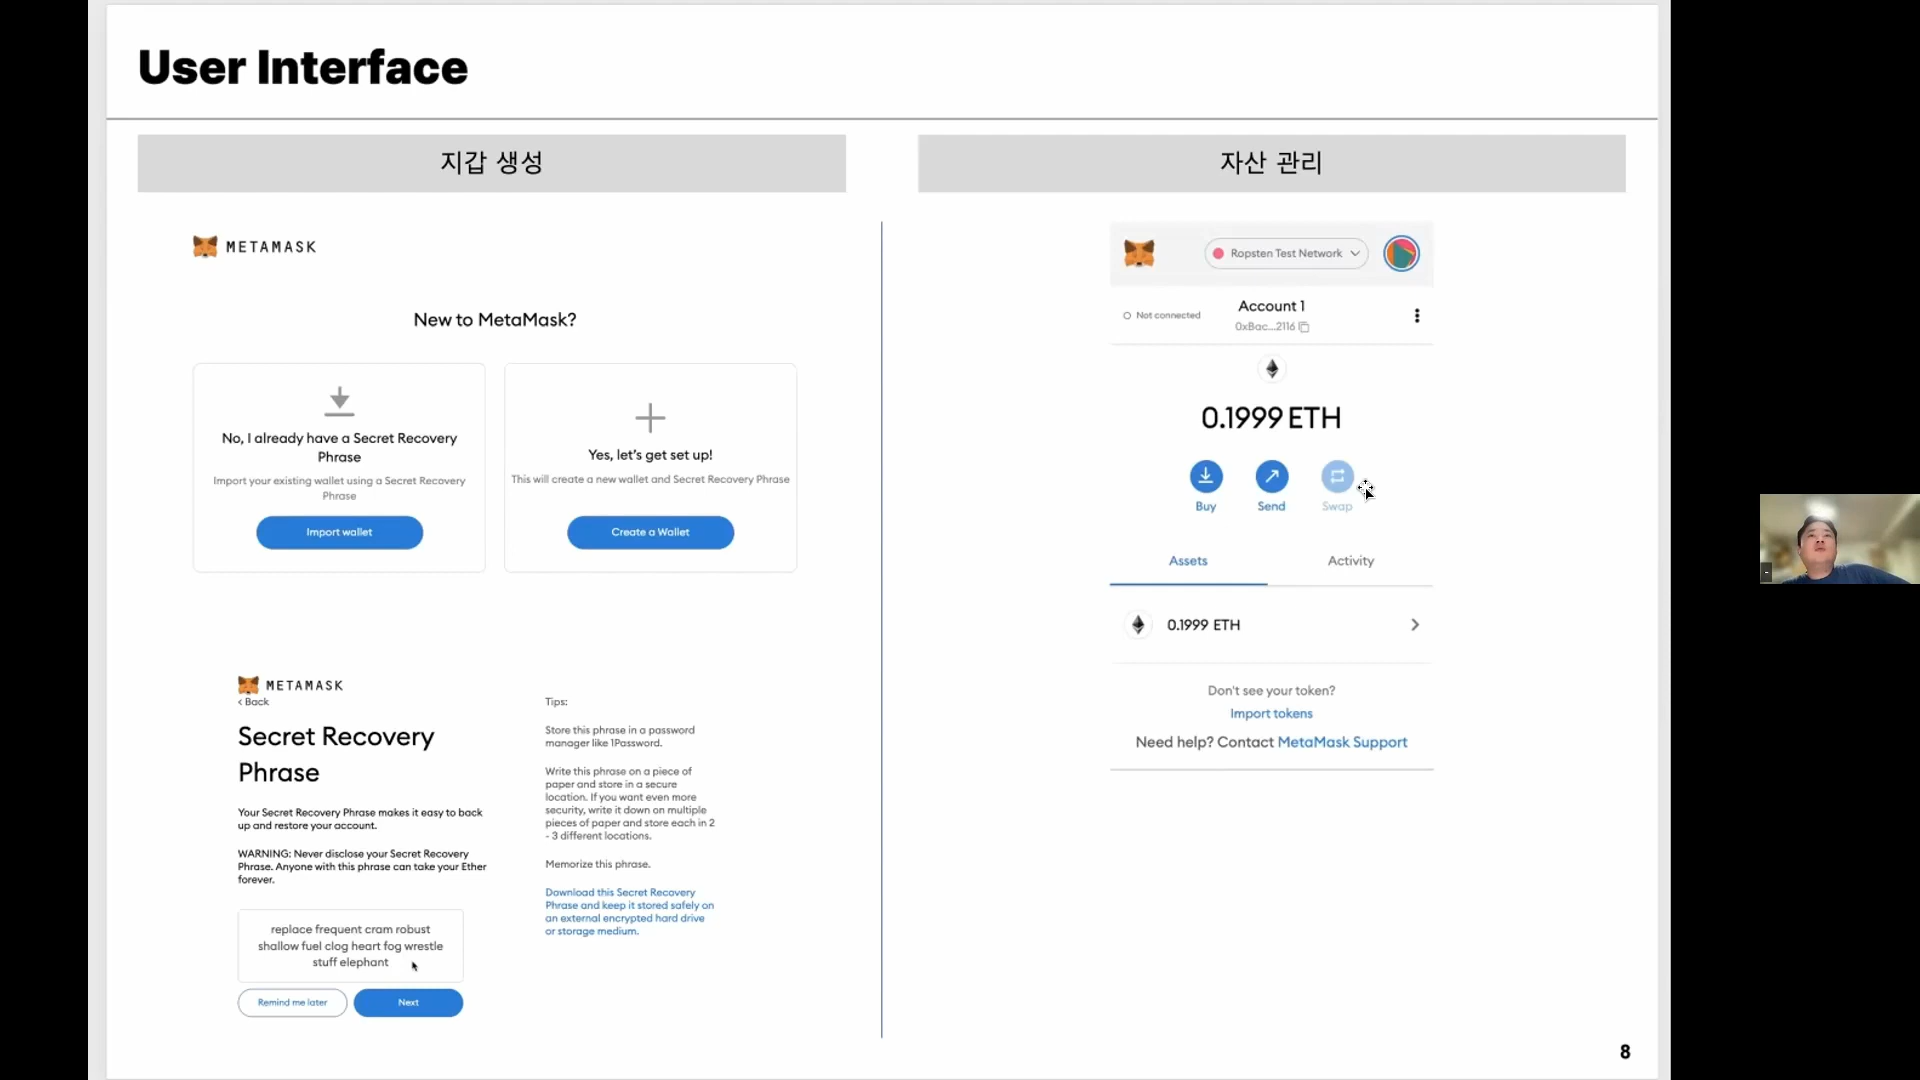 User Interface
지갑 생성
METAMASK
New to MetaMask?
No, I already have a Secret Recovery
Phrase
Import your existing wallet using a Secret Recovery
Phrase
Import wallet
Yes, let's get set up!
This will create a new wallet and Secret Recovery Phrase
Create a Wallet
METAMASK
< Back
Secret Recovery
Phrase
Your Secret Recovery Phrase makes it easy to back
up and restore your account.
WARNING: Never disclose your Secret Recovery
Phrase. Anyone with this phrase can take your Ether
forever.
replace frequent cram robust
shallow fuel clog heart fog wrestle
stuff elephant
Remind me later
Next
Tips:
Store this phrase in a password
manager like 1Password.
Write this phrase on a piece of
paper and store in a secure
location. If you want even more
security, write it down on multiple
pieces of paper and store each in 2
- 3 different locations.
Memorize this phrase.
Download this Secret Recovery
Phrase and keep it stored safely on
an external encrypted hard drive
or storage medium.
자산 관리
Ropsten Test Network
Not connected
Account 1
0xBac...2116
0.1999 ETH
Buy
Send
Swap
Assets
Activity
0.1999 ETH
Don't see your token?
Import tokens
Need help? Contact MetaMask Support
8